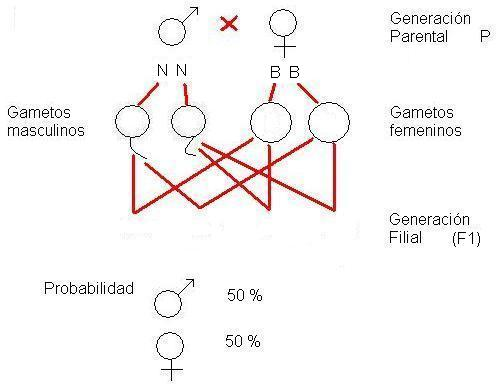 Generación
Parental P
N N
B B
Gametos
masculinos
Gametos
femeninos
Generación
Filial (F1)
Probabilidad
50 %
50 %